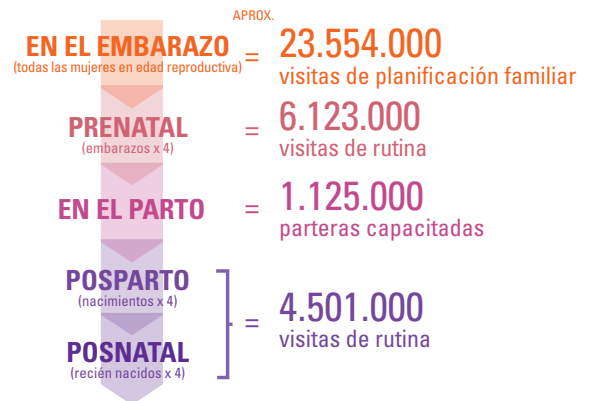 APROX.
EN EL EMBARAZO
(todas las mujeres en edad reproductiva)
= 23.554.000
visitas de planificación familiar
PRENATAL
(embarazos x 4)
= 6.123.000
visitas de rutina
EN EL PARTO
= 1.125.000
parteras capacitadas
POSPARTO
(nacimientos x 4)
POSNATAL
(recién nacidos x 4)
= 4.501.000
visitas de rutina